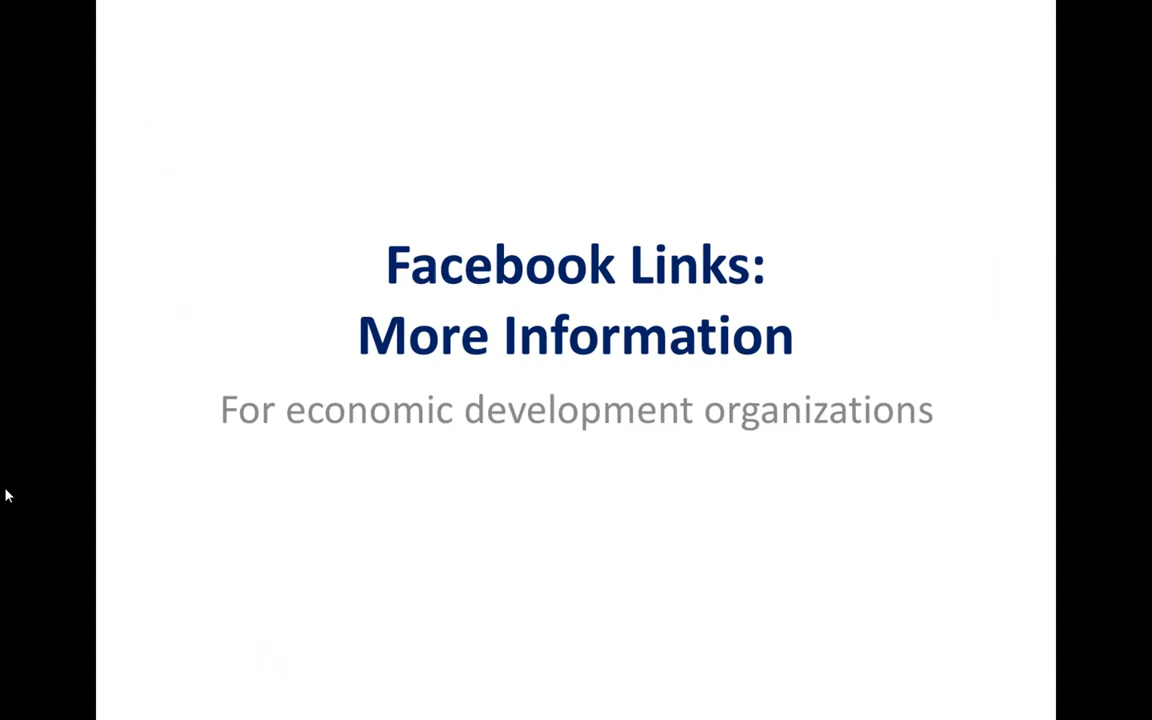 Facebook Links:
More Information
For economic development organizations